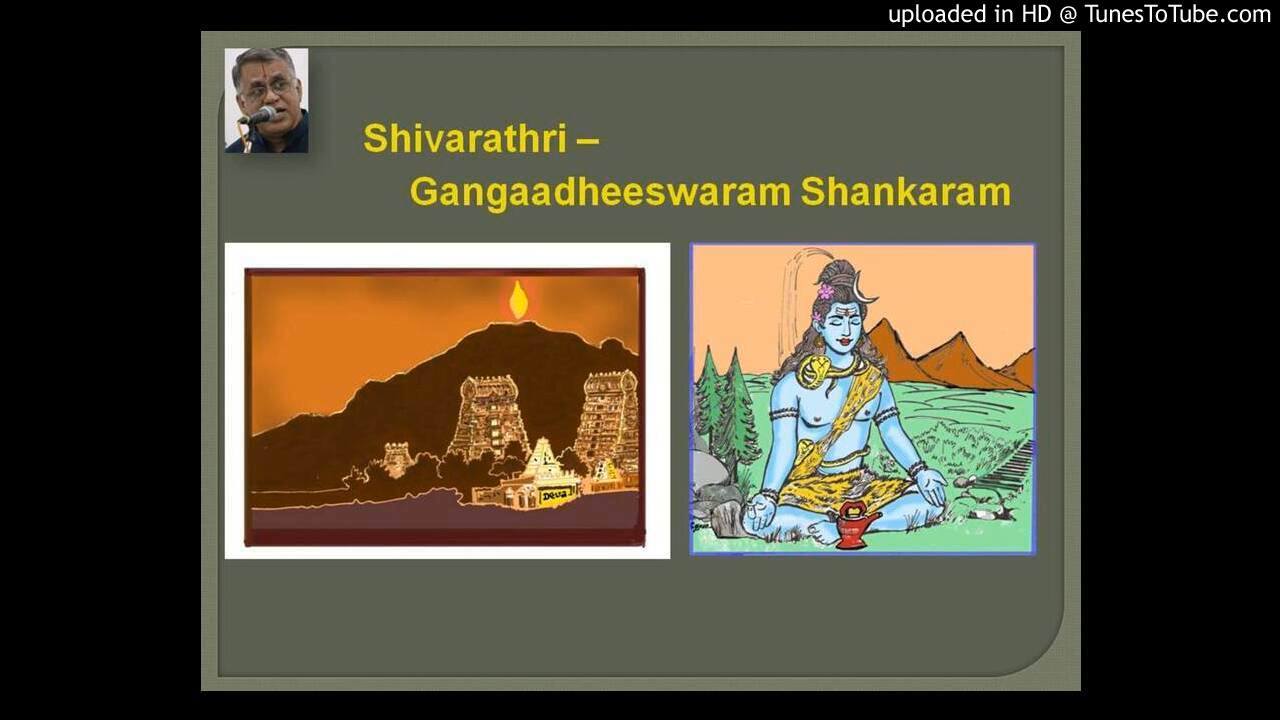 uploaded in HD @ TunesToTube.com
Shivarathri –
Gangaadheeswaram Shankaram
Deva